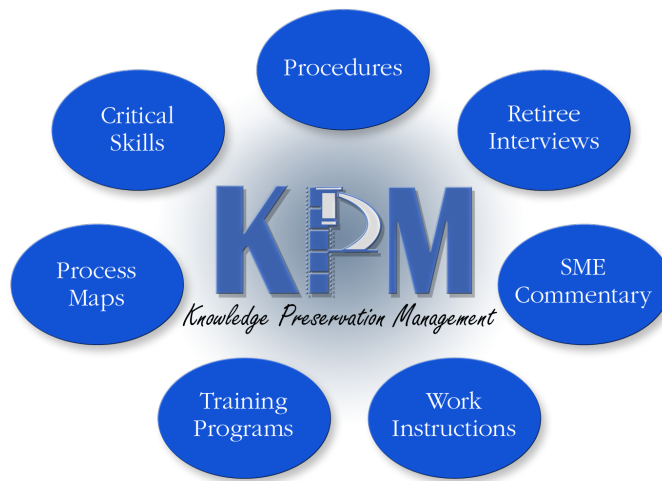 Procedures
Critical
Skills
Retiree
Interviews
KPM
Knowledge Preservation Management
Process
Maps
SME
Commentary
Training
Programs
Work
Instructions